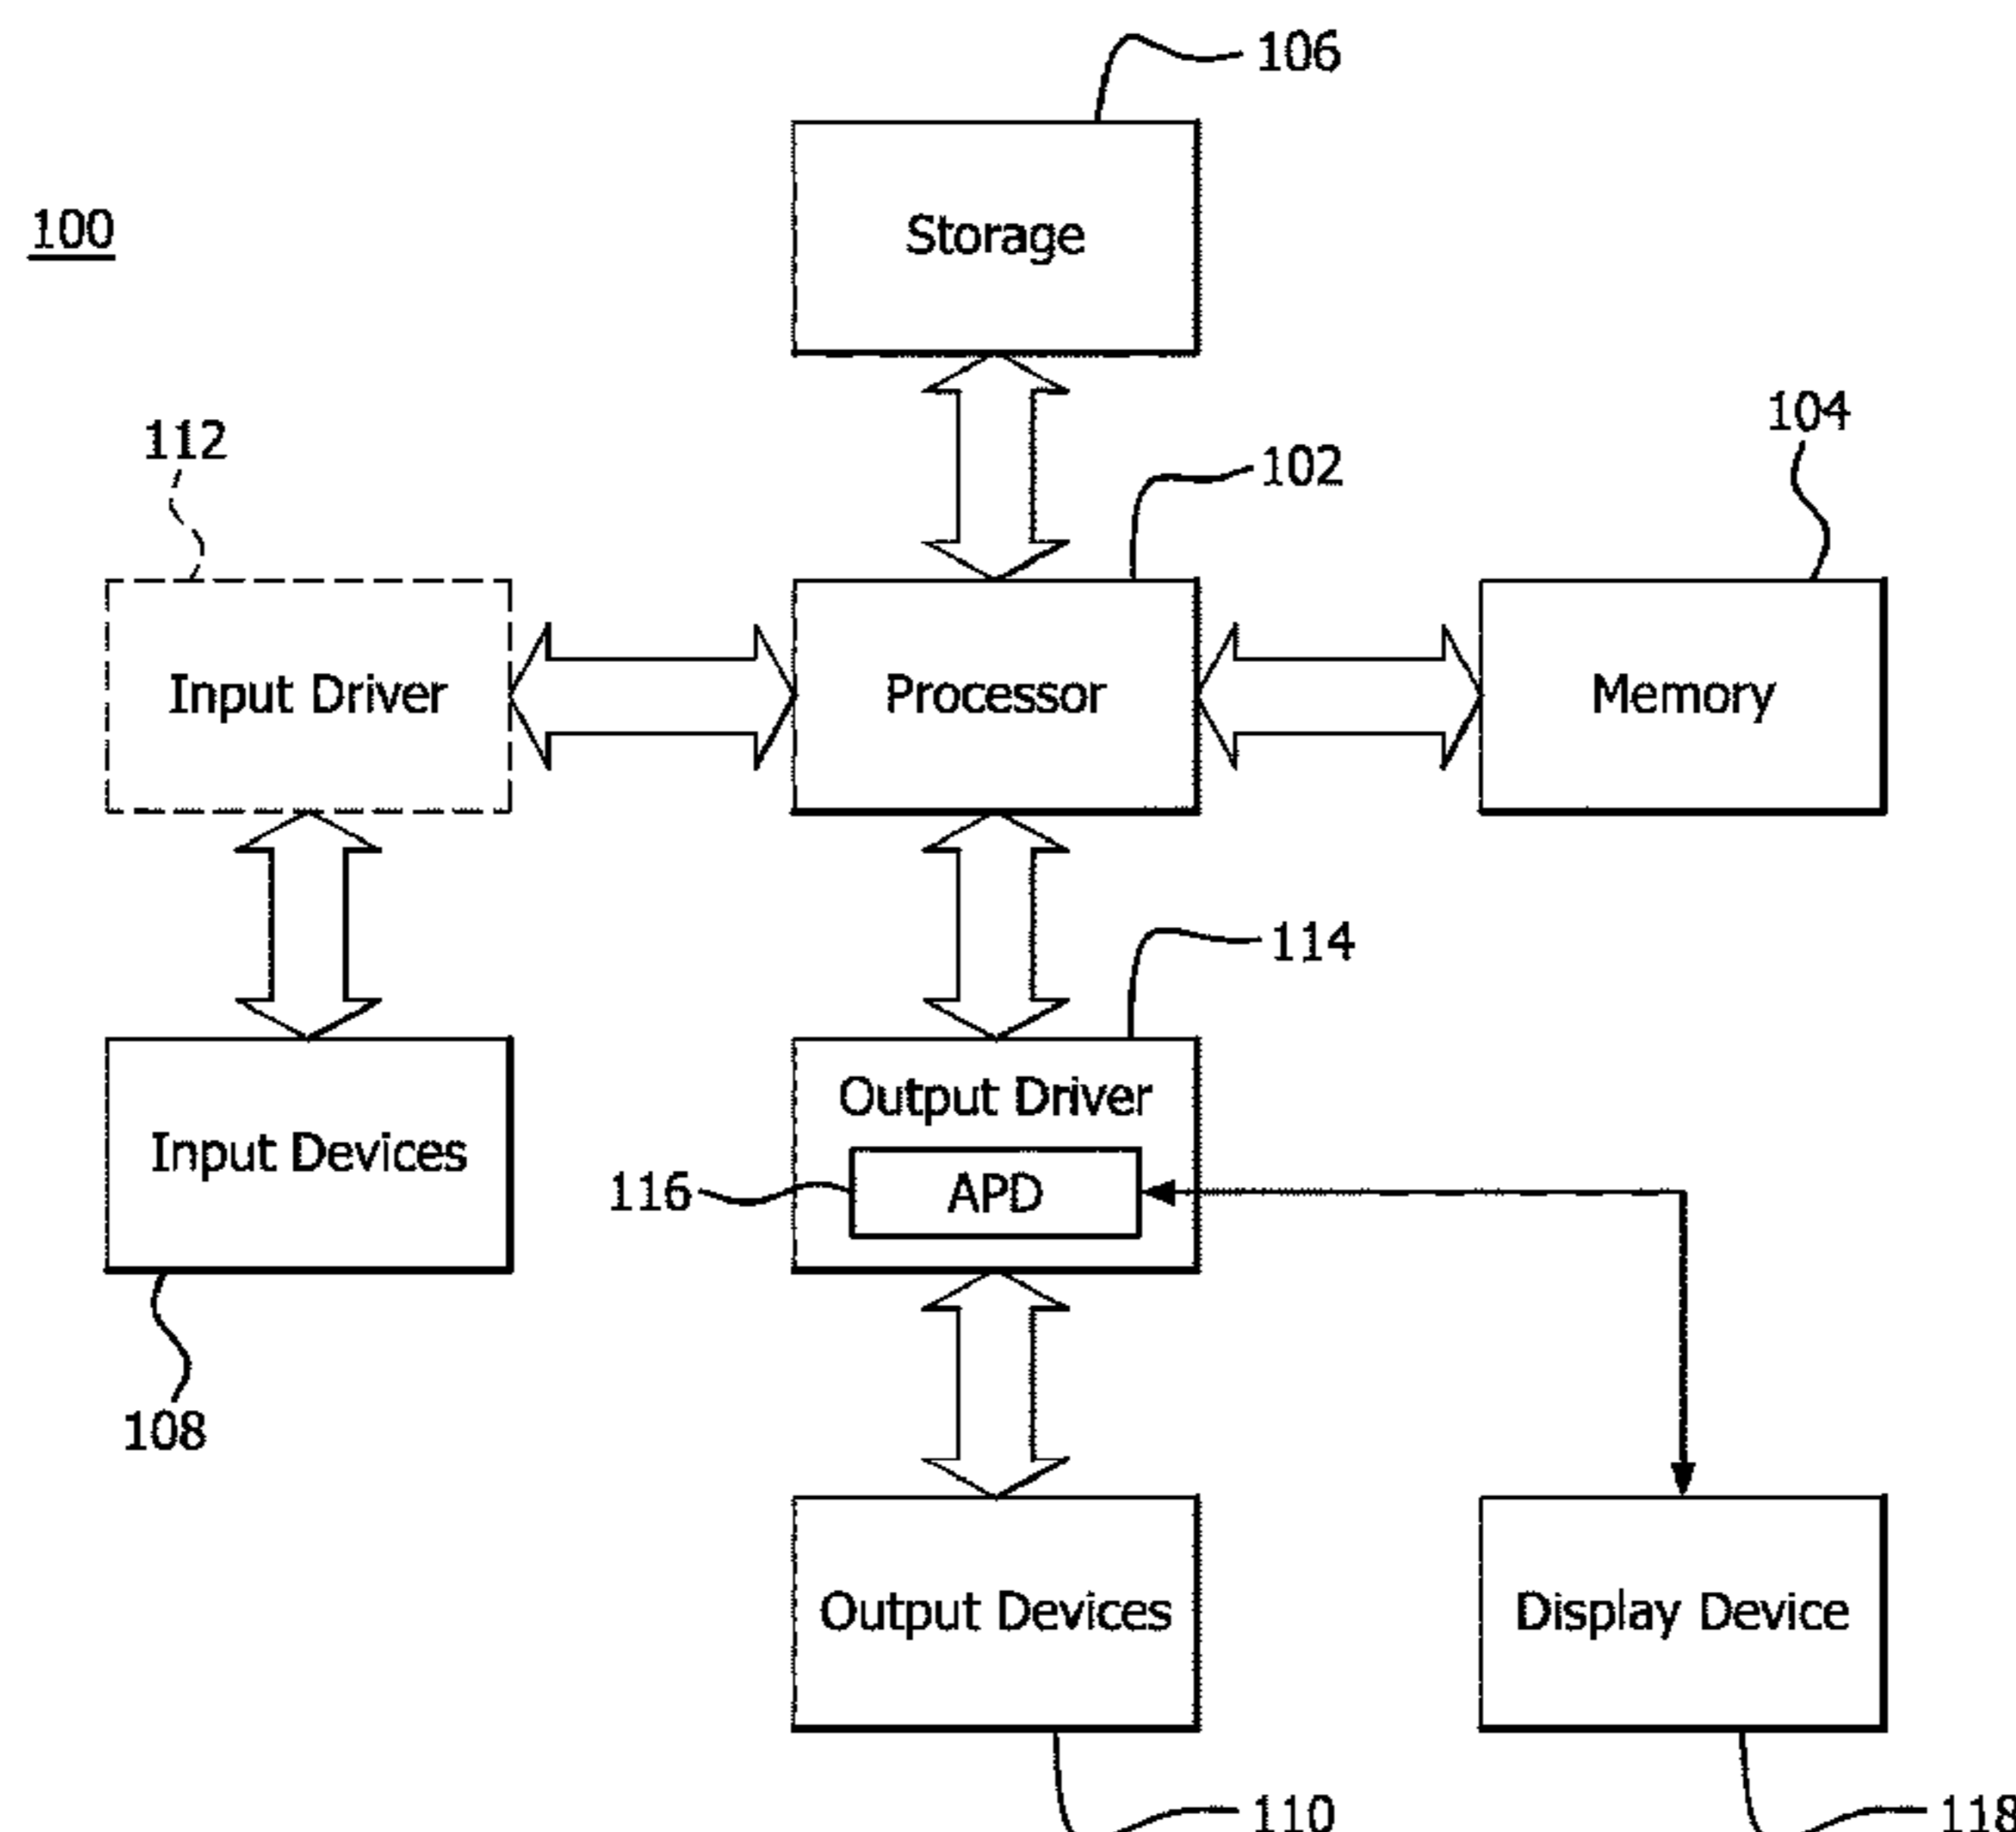 106
Storage
100
112
104
102
Input Driver
Processor
Memory
114
Output Driver
Input Devices
116
APD
108
Output Devices
Display Device
110
118